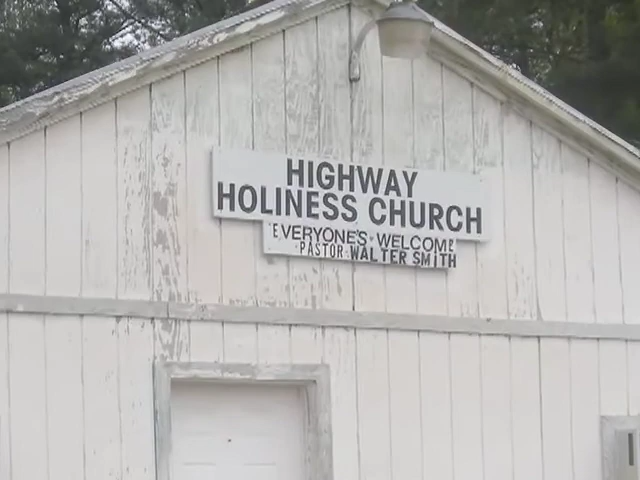 HIGHWAY
HOLINESS CHURCH
EVERYONE'S WELCOME
PASTOR WALTER SMiTH